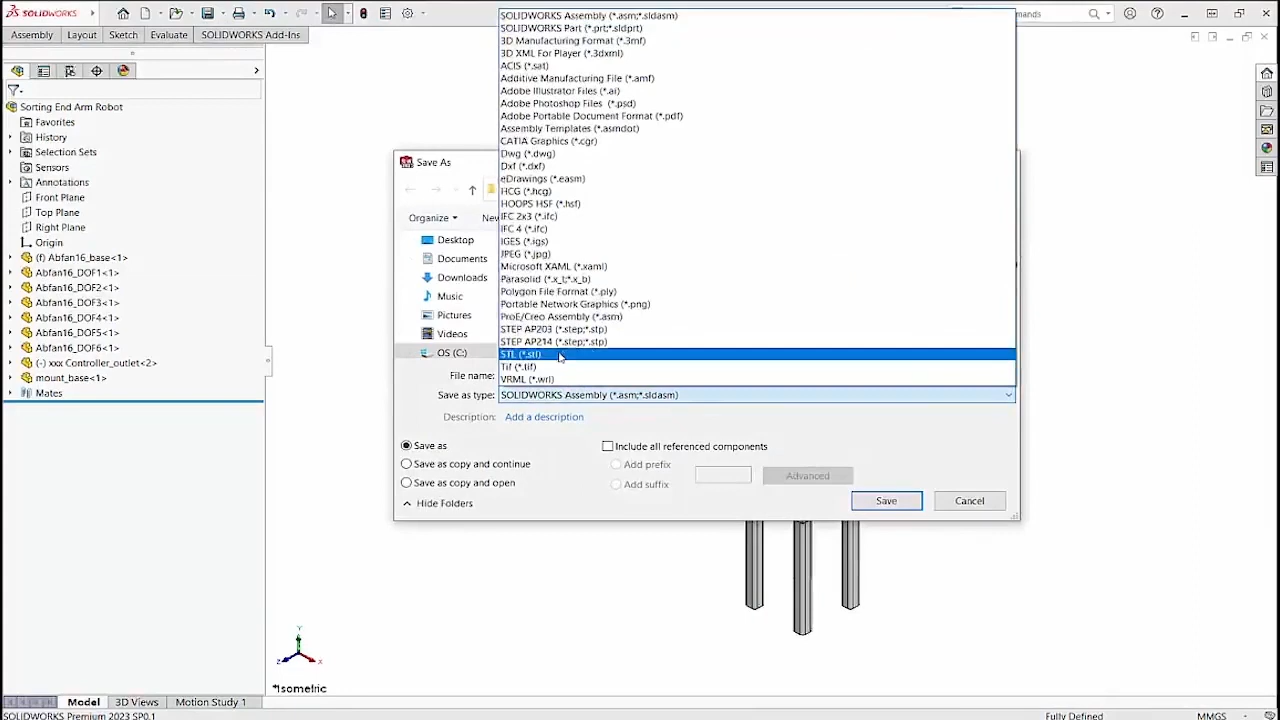 SOLIDWORKS
mands
Assembly
Layout
Sketch
Evaluate
SOLIDWORKS Add-Ins
Sorting End Arm Robot
Favorites
History
Selection Sets
Sensors
Annotations
Front Plane
Top Plane
Right Plane
Origin
(f) Abfan16_base<1>
Abfan16_DOF1<1>
Abfan16_DOF2<1>
Abfan16_DOF3<1>
Abfan16_DOF4<1>
Abfan16_DOF5<1>
Abfan16_DOF6<1>
(-) xxx Controller_outlet<2>
mount_base<1>
Mates
SOLIDWORKS Assembly (*.asm;*.sldasm)
SOLIDWORKS Part (*.prt;*.sldprt)
3D Manufacturing Format (*.3mf)
3D XML For Player (*.3dxml)
ACIS (*.sat)
Additive Manufacturing File (*.amf)
Adobe Illustrator Files (*.ai)
Adobe Photoshop Files (*.psd)
Adobe Portable Document Format (*.pdf)
Assembly Templates (*.asmdot)
CATIA Graphics (*.cgr)
Dwg (*.dwg)
Dxf (*.dxf)
eDrawings (*.easm)
HCG (*.hcg)
HOOPS HSF (*.hsf)
IFC 2x3 (*.ifc)
IFC 4 (*.ifc)
IGES (*.igs)
JPEG (*.jpg)
Microsoft XAML (*.xaml)
Parasolid (*.x_t;*.x_b)
Polygon File Format (*.ply)
Portable Network Graphics (*.png)
ProE/Creo Assembly (*.asm)
STEP AP203 (*.step;*.stp)
STEP AP214 (*.step;*.stp)
STL (*.stl)
Tif (*.tif)
VRML (*.wrl)
Save As
Organize
New
Desktop
Documents
Downloads
Music
Pictures
Videos
OS (C:)
File name:
Save as type: SOLIDWORKS Assembly (*.asm;*.sldasm)
Description: Add a description
Save as
Save as copy and continue
Save as copy and open
Include all referenced components
Add prefix
Add suffix
Advanced
Hide Folders
Save
Cancel
Y
Z
X
*Isometric
Model
3D Views
Motion Study 1
SOLIDWORKS Premium 2023 SP0.1
Fully Defined
MMGS